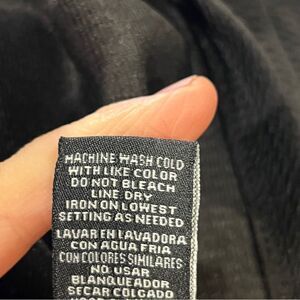 MACHINE WASH COLD
WITH LIKE COLOR
DO NOT BLEACH
LINE DRY
IRON ON LOWEST
SETTING AS NEEDED
LAVAR EN LAVADORA
CON AGUA FRIA
CON COLORES SIMILARES
NO USAR
BLANQUEADOR
SECAR COLGADO